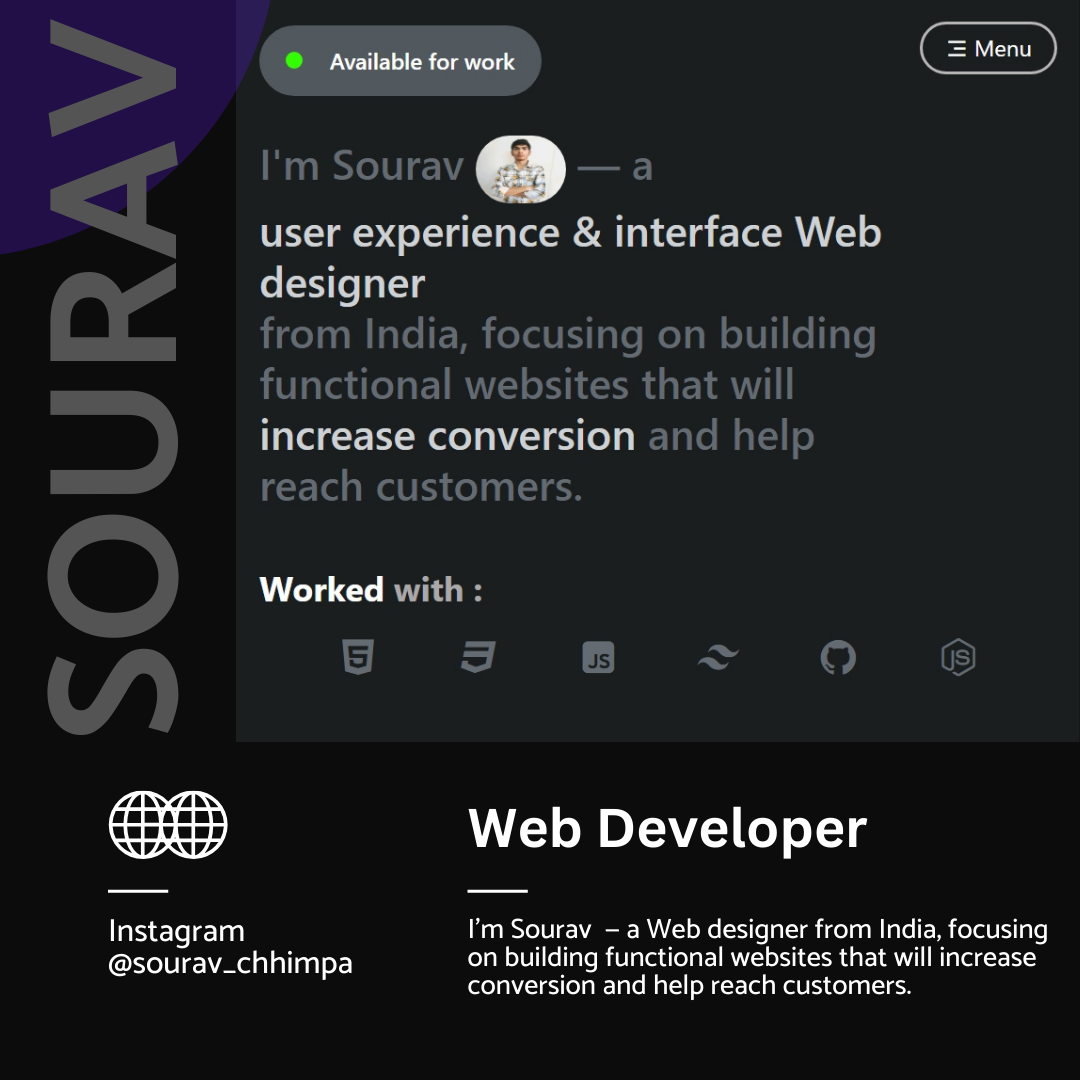 SOURAV
Available for work
Menu
I'm Sourav — a
user experience & interface Web
designer
from India, focusing on building
functional websites that will
increase conversion and help
reach customers.
Worked with :
5
JS
JS
Web Developer
Instagram
@sourav_chhimpa
I'm Sourav – a Web designer from India, focusing
on building functional websites that will increase
conversion and help reach customers.